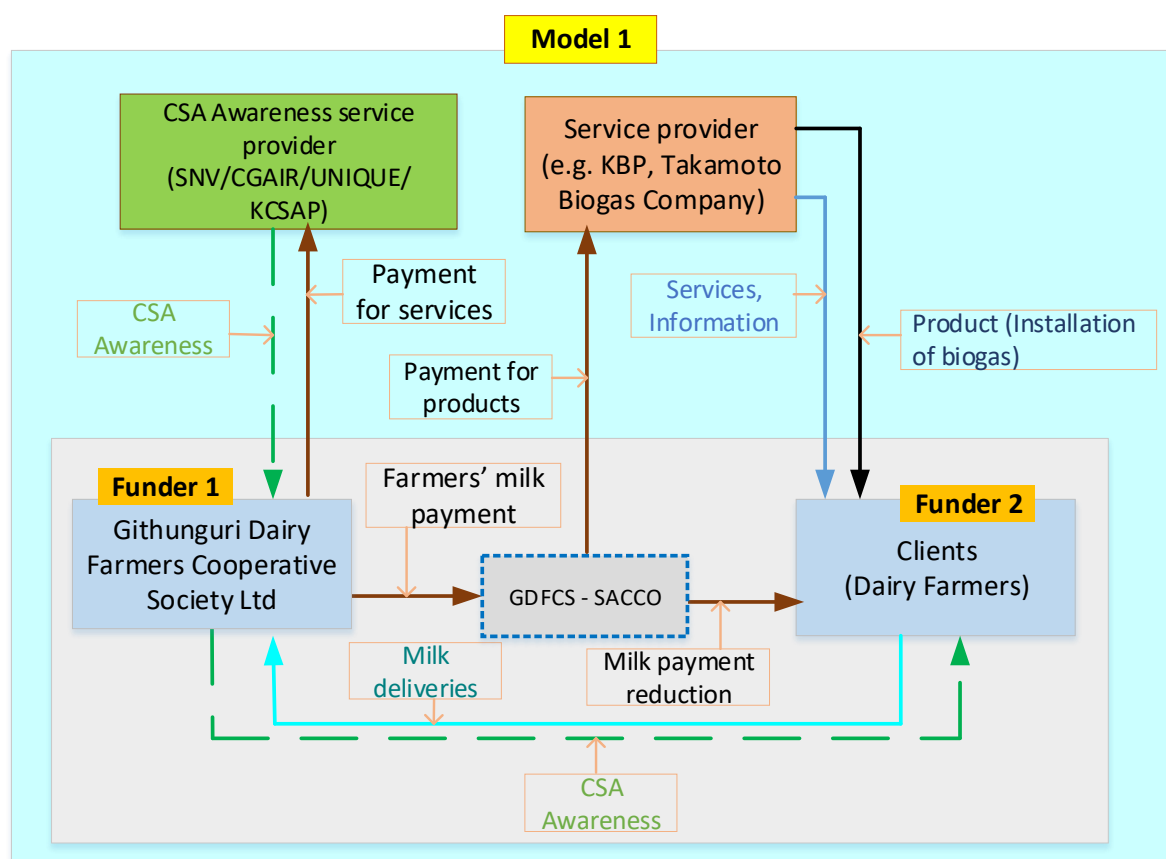 Model 1
CSA Awareness service
provider
(SNV/CGAIR/UNIQUE/
KCSAP)
Service provider
(e.g. KBP, Takamoto
Biogas Company)
Payment
for services
CSA
Awareness
Services,
Information
Product (Installation
of biogas)
Payment for
products
Funder 1
Githunguri Dairy
Farmers Cooperative
Society Ltd
Farmers’ milk
payment
GDFCS - SACCO
Funder 2
Clients
(Dairy Farmers)
Milk
deliveries
Milk payment
reduction
CSA
Awareness